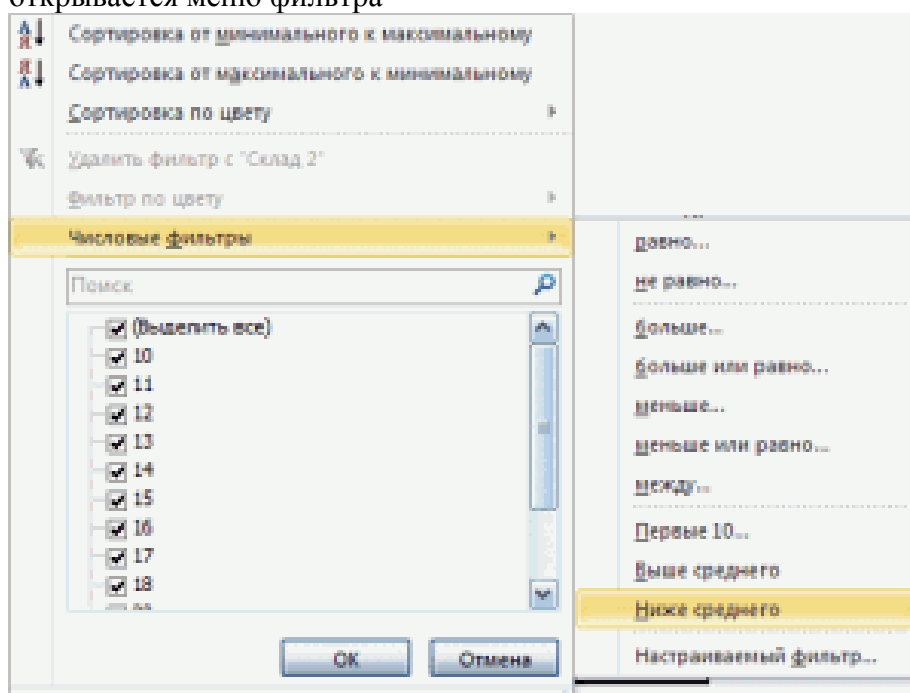 открывается меню фильтра
Сортировка от минимального к максимальному
Сортировка от максимального к минимальному
Сортировка по цвету
Удалить фильтр с "Склад 2"
Фильтр по цвету
Числовые фильтры
Поиск
(Выделить все)
10
11
12
13
14
15
16
17
18
ОК
Отмена
равно...
не равно...
больше...
больше или равно...
меньше...
меньше или равно...
между...
Первые 10...
Выше среднего
Ниже среднего
Настраиваемый фильтр...